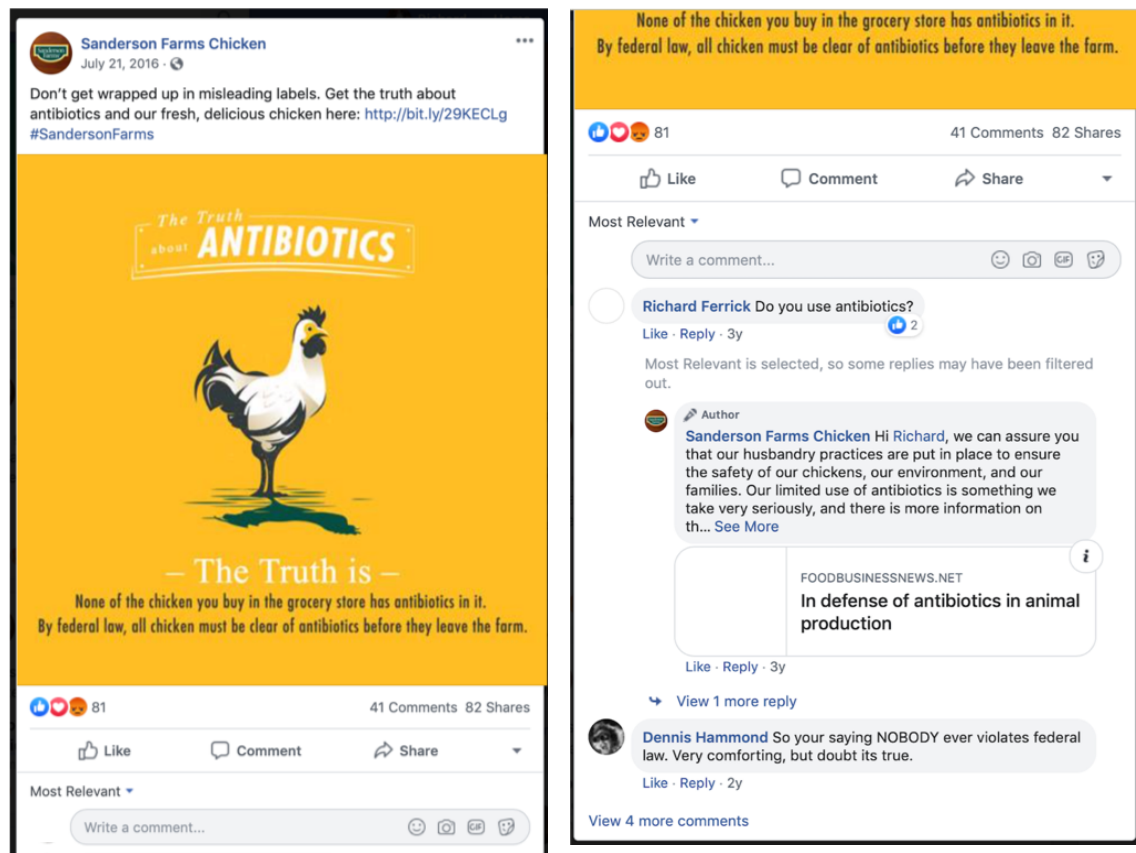 Sanderson Farms Chicken
July 21, 2016 ·
Don't get wrapped up in misleading labels. Get the truth about
antibiotics and our fresh, delicious chicken here: http://bit.ly/29KECLg
#SandersonFarms
The Truth
about ANTIBIOTICS
– The Truth is –
None of the chicken you buy in the grocery store has antibiotics in it.
By federal law, all chicken must be clear of antibiotics before they leave the farm.
81
41 Comments 82 Shares
Like Comment Share
Most Relevant
Write a comment...
GIF
None of the chicken you buy in the grocery store has antibiotics in it.
By federal law, all chicken must be clear of antibiotics before they leave the farm.
81
41 Comments 82 Shares
Like Comment Share
Most Relevant
Write a comment...
GIF
Richard Ferrick Do you use antibiotics?
2
Like · Reply · 3y
Most Relevant is selected, so some replies may have been filtered
out.
Author
Sanderson Farms Chicken Hi Richard, we can assure you
that our husbandry practices are put in place to ensure
the safety of our chickens, our environment, and our
families. Our limited use of antibiotics is something we
take very seriously, and there is more information on
th... See More
i
FOODBUSINESSNEWS.NET
In defense of antibiotics in animal
production
Like · Reply · 3y
View 1 more reply
Dennis Hammond So your saying NOBODY ever violates federal
law. Very comforting, but doubt its true.
Like · Reply · 2y
View 4 more comments